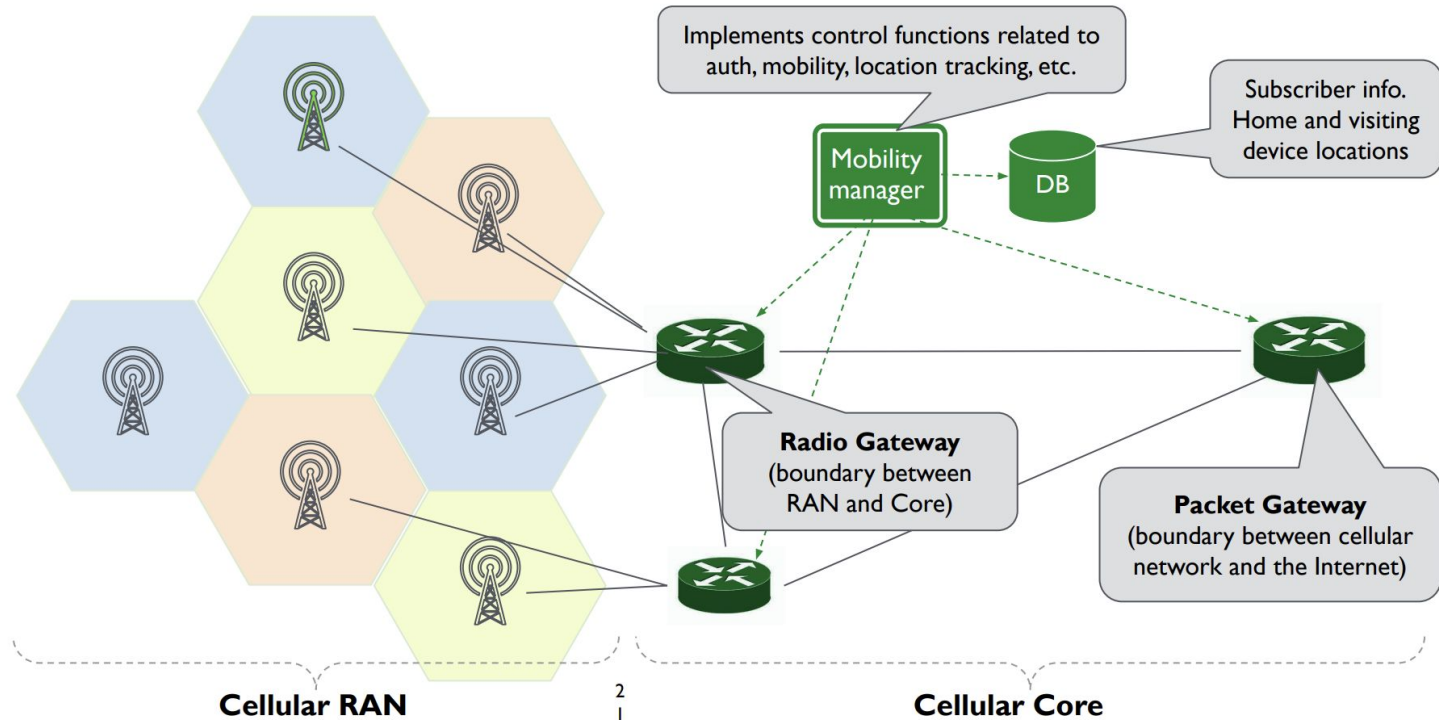 Implements control functions related to
auth, mobility, location tracking, etc.
Subscriber info.
Home and visiting
device locations
Mobility
manager
DB
Radio Gateway
(boundary between
RAN and Core)
Packet Gateway
(boundary between cellular
network and the Internet)
Cellular RAN
2
1
Cellular Core